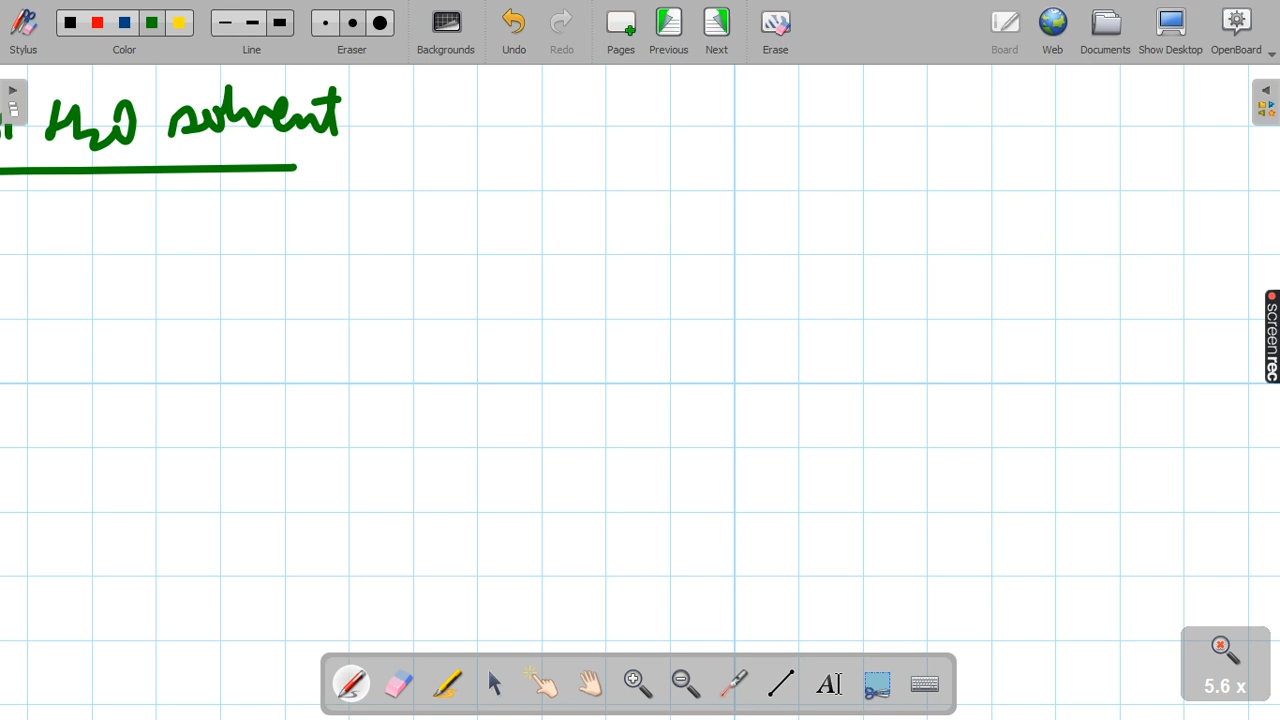 Stylus Color Line Eraser Backgrounds Undo Redo Pages Previous Next Erase Board Web Documents Show Desktop OpenBoard
H2O solvent
screenrec
AI
5.6 x